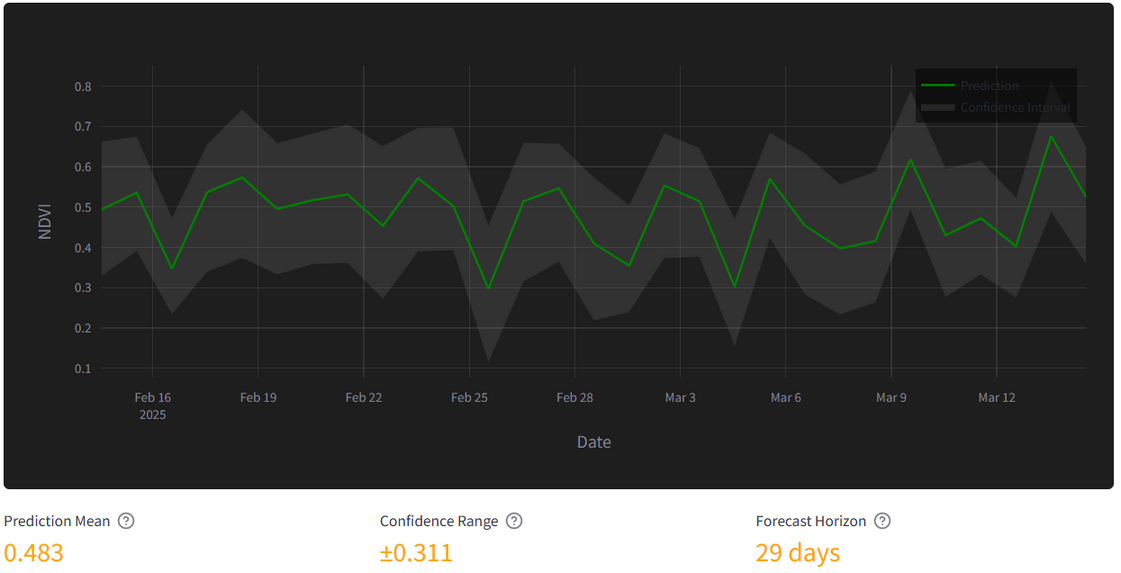 Prediction
Confidence Interval
0.8
0.7
0.6
0.5
0.4
0.3
0.2
0.1
NDVI
Feb 16 Feb 19 Feb 22 Feb 25 Feb 28 Mar 3 Mar 6 Mar 9 Mar 12
2025
Date
Prediction Mean ? Confidence Range ? Forecast Horizon ?
0.483 ±0.311 29 days